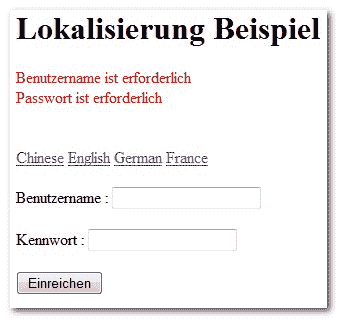 Lokalisierung Beispiel
Benutzername ist erforderlich
Passwort ist erforderlich
Chinese English German France
Benutzername :
Kennwort :
Einreichen